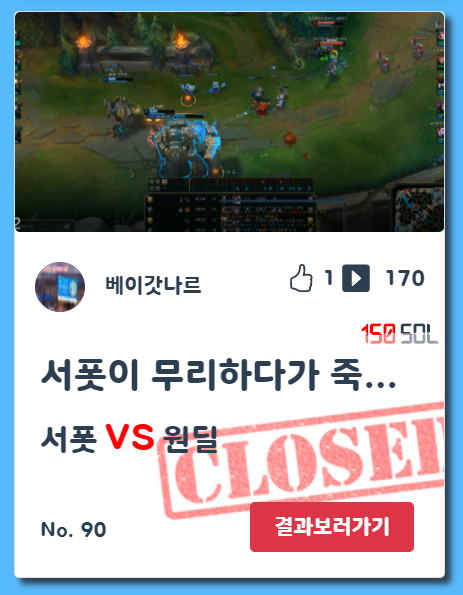 베이갓나르
1 170
150 SOL
서폿이 무리하다가 죽...
서폿 VS 원딜
CLOSED
No. 90
결과보러가기